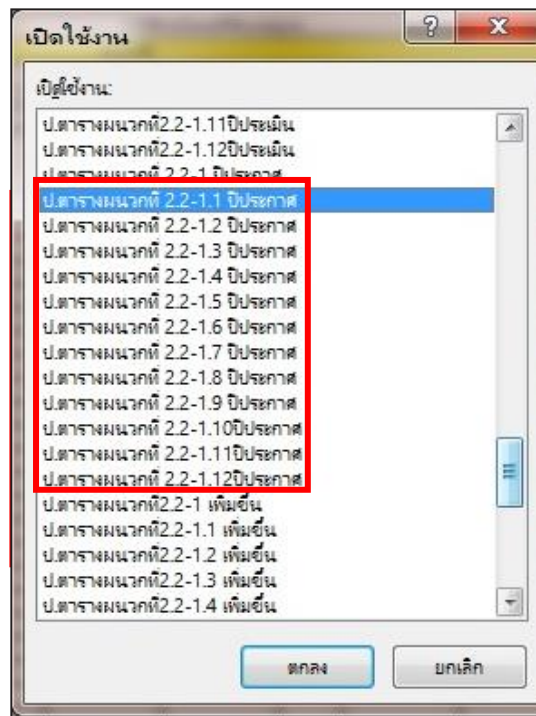 เปิดใช้งาน
เปิดใช้งาน:
ป.ตารางผนวกที่2.2-1.11ปีประเมิน
ป.ตารางผนวกที่2.2-1.12ปีประเมิน
ป.ตารางผนวกที่ 2.2-1 ปีประกาศ
ป.ตารางผนวกที่ 2.2-1.1 ปีประกาศ
ป.ตารางผนวกที่ 2.2-1.2 ปีประกาศ
ป.ตารางผนวกที่ 2.2-1.3 ปีประกาศ
ป.ตารางผนวกที่ 2.2-1.4 ปีประกาศ
ป.ตารางผนวกที่ 2.2-1.5 ปีประกาศ
ป.ตารางผนวกที่ 2.2-1.6 ปีประกาศ
ป.ตารางผนวกที่ 2.2-1.7 ปีประกาศ
ป.ตารางผนวกที่ 2.2-1.8 ปีประกาศ
ป.ตารางผนวกที่ 2.2-1.9 ปีประกาศ
ป.ตารางผนวกที่ 2.2-1.10ปีประกาศ
ป.ตารางผนวกที่ 2.2-1.11ปีประกาศ
ป.ตารางผนวกที่ 2.2-1.12ปีประกาศ
ป.ตารางผนวกที่2.2-1 เพิ่มขึ้น
ป.ตารางผนวกที่2.2-1.1 เพิ่มขึ้น
ป.ตารางผนวกที่2.2-1.2 เพิ่มขึ้น
ป.ตารางผนวกที่2.2-1.3 เพิ่มขึ้น
ป.ตารางผนวกที่2.2-1.4 เพิ่มขึ้น
ตกลง
ยกเลิก